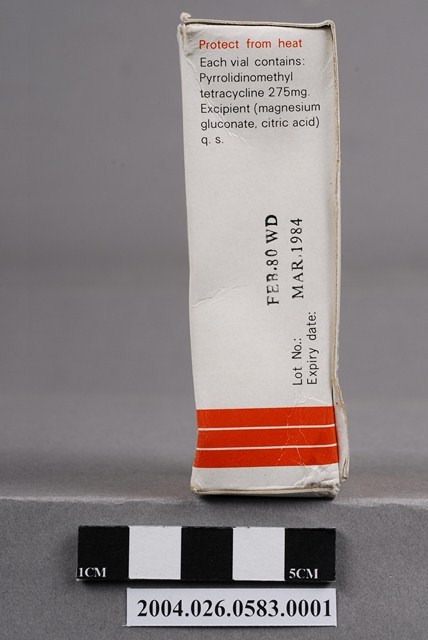 Protect from heat
Each vial contains:
Pyrrolidinomethyl
tetracycline 275mg.
Excipient (magnesium
gluconate, citric acid)
q. s.
Lot No.: FEB.80 WD
Expiry date: MAR.1984
1CM 5CM
2004.026.0583.0001